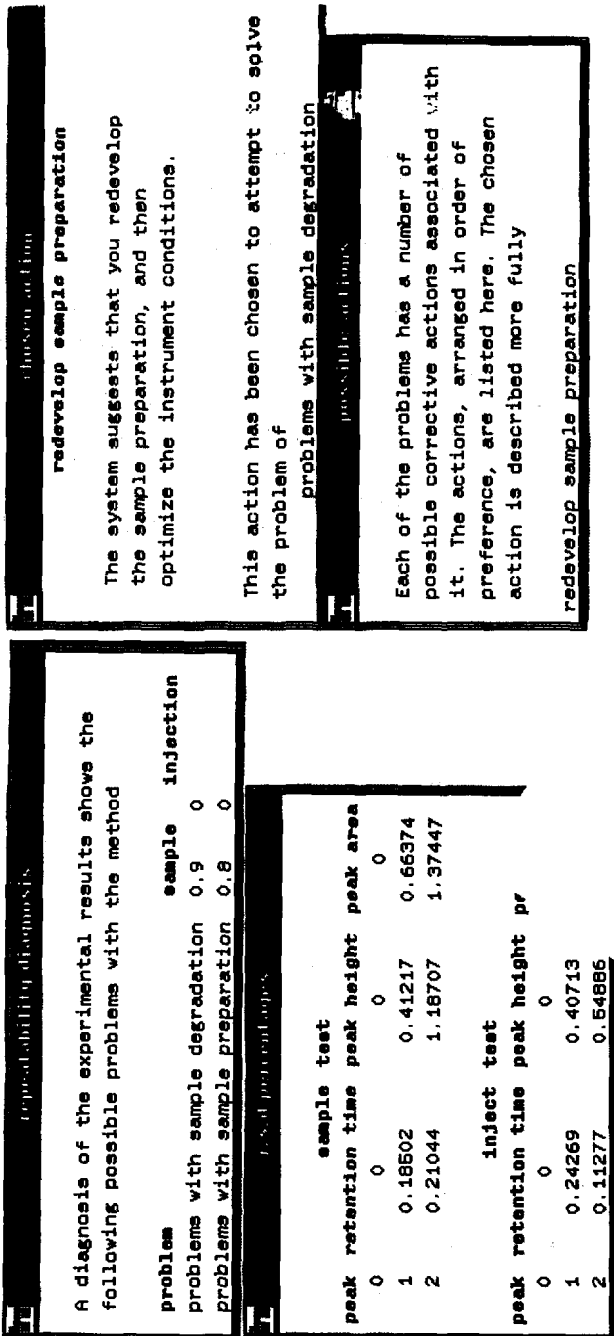 repeatability diagnosis
A diagnosis of the experimental results shows the
following possible problems with the method
problem sample injection
problems with sample degradation 0.9 0
problems with sample preparation 0.8 0
percentages
sample test
peak retention time peak height peak area
0 0 0 0
1 0.18502 0.41217 0.66374
2 0.21044 1.18707 1.37447
inject test
peak retention time peak height
0 0 0
1 0.24269 0.40713
2 0.11277 0.54886
chosen action
redevelop sample preparation
The system suggests that you redevelop
the sample preparation, and then
optimize the instrument conditions.
This action has been chosen to attempt to solve
the problem of
problems with sample degradation
possible actions
Each of the problems has a number of
possible corrective actions associated with
it. The actions, arranged in order of
preference, are listed here. The chosen
action is described more fully
redevelop sample preparation